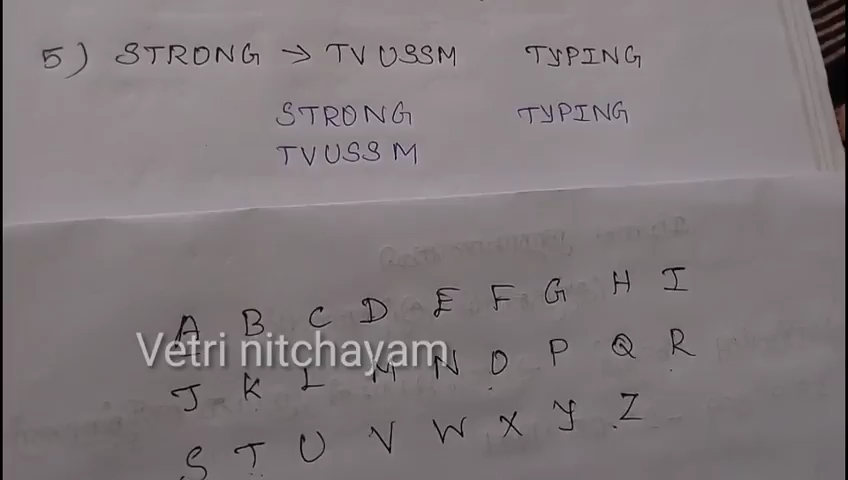 5) STRONG → TVUSSM TYPING
STRONG TYPING
TVUSSM
A B C D E F G H I
Vetri nitchayam
J K L M N O P Q R
S T U V W X Y Z